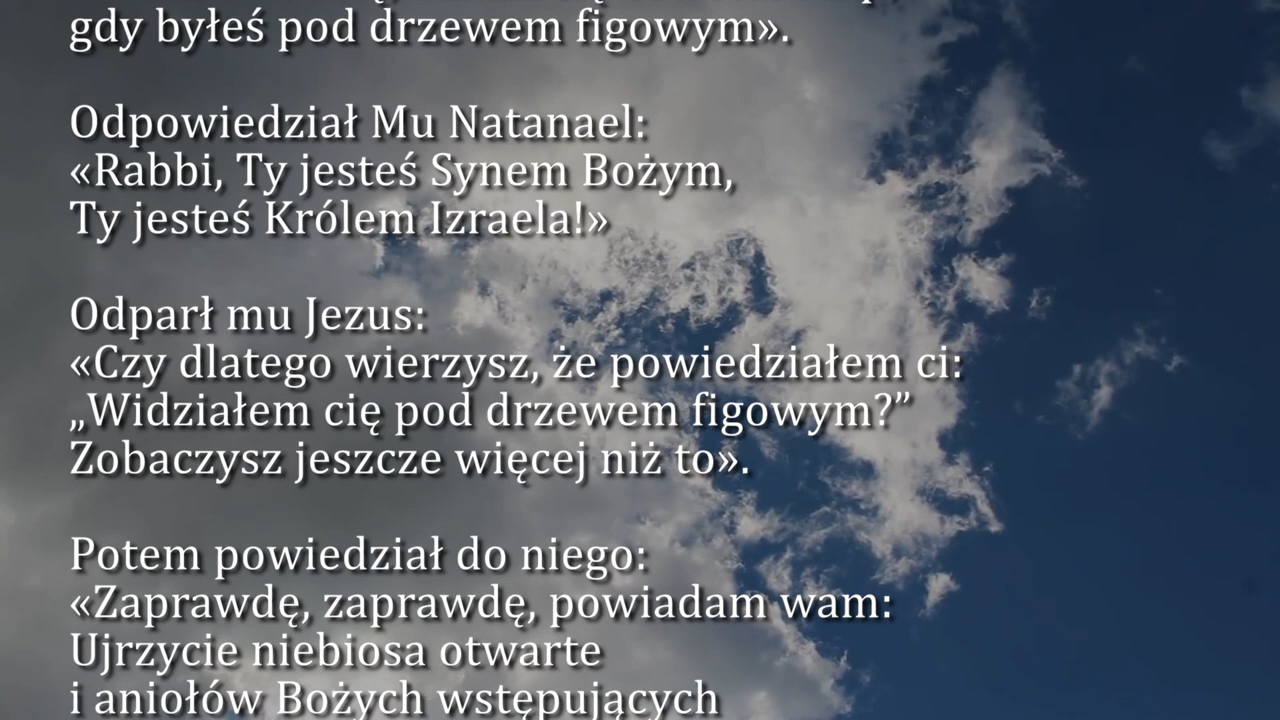 gdy byłeś pod drzewem figowym».
Odpowiedział Mu Natanael:
«Rabbi, Ty jesteś Synem Bożym,
Ty jesteś Królem Izraela!»
Odparł mu Jezus:
«Czy dlatego wierzysz, że powiedziałem ci:
„Widziałem cię pod drzewem figowym?”
Zobaczysz jeszcze więcej niż to».
Potem powiedział do niego:
«Zaprawdę, zaprawdę, powiadam wam:
Ujrzycie niebiosa otwarte
i aniołów Bożych wstępujących